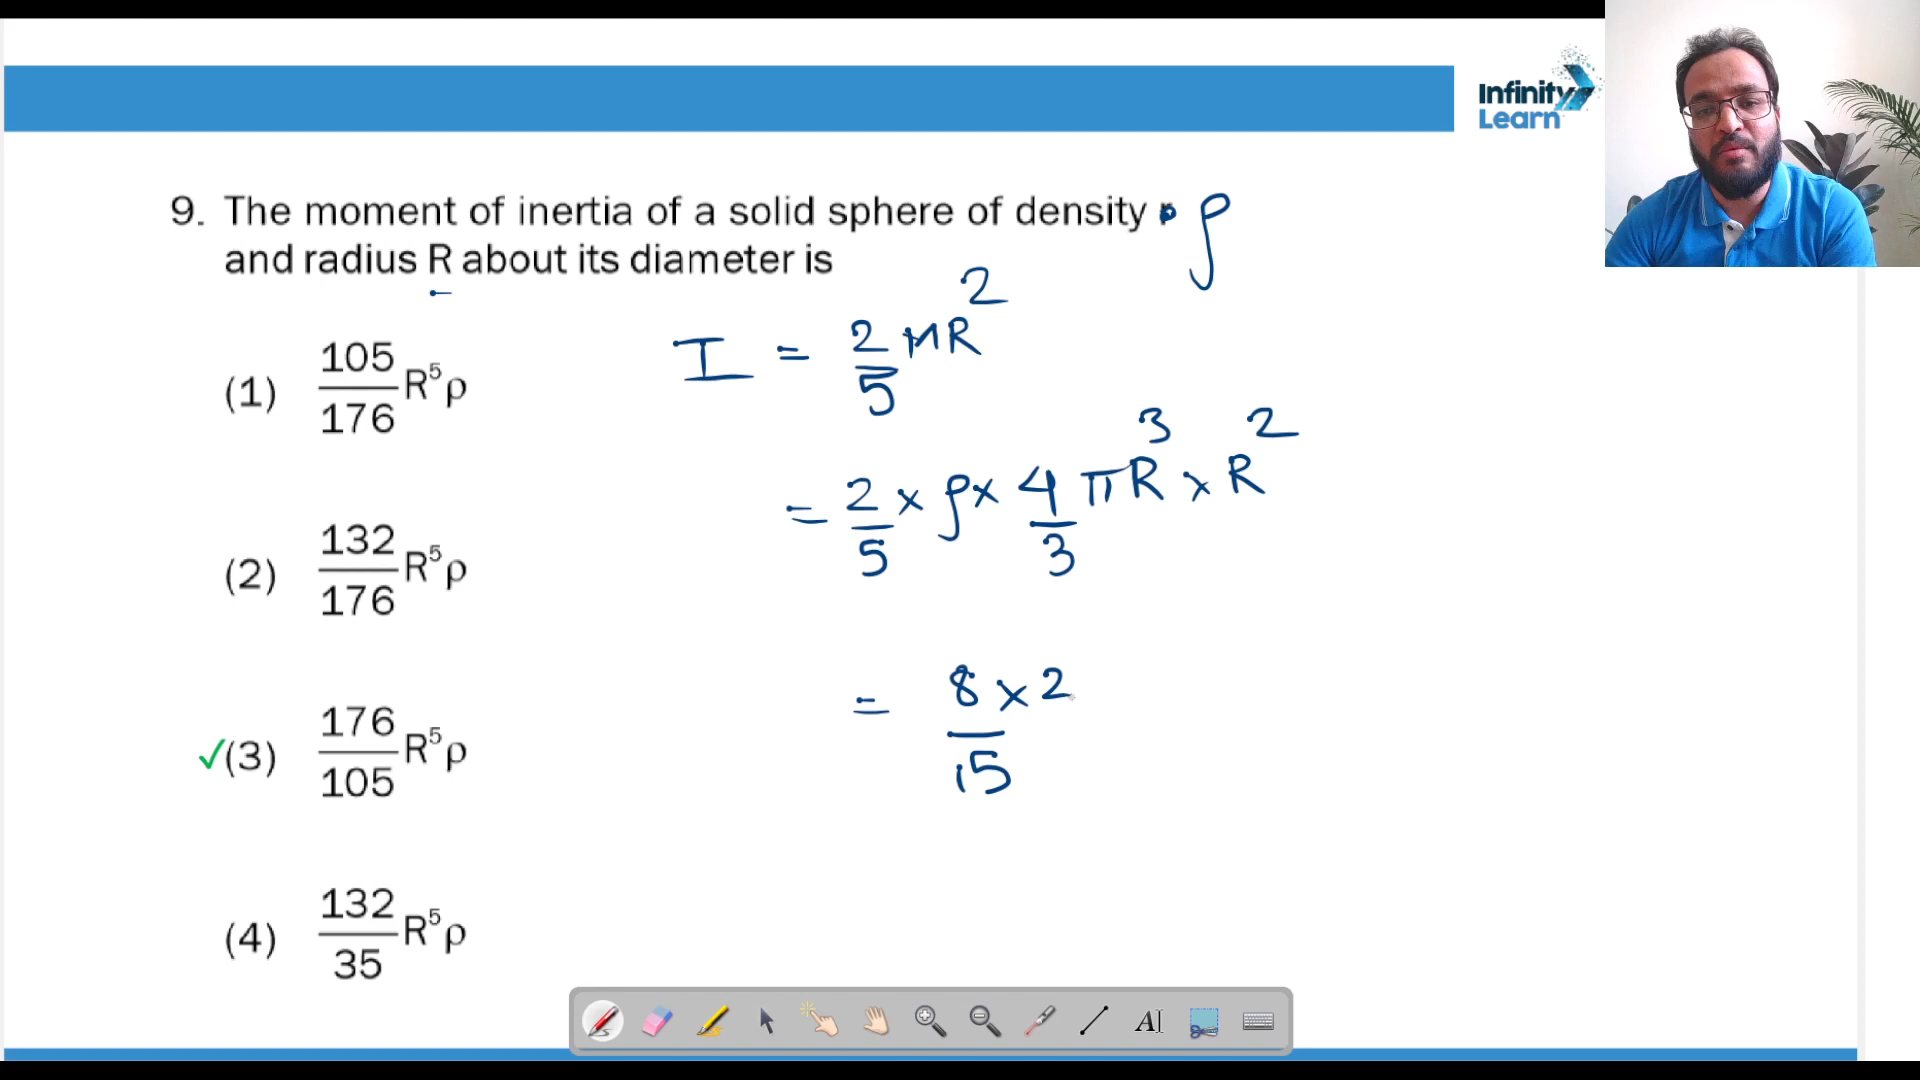 Infinity
Learn
9. The moment of inertia of a solid sphere of density ρ
and radius R about its diameter is
I = 2/5 MR²
(1) 105/176 R⁵ρ
= 2/5 × ρ × 4/3 πR³ × R²
(2) 132/176 R⁵ρ
= 8/15 × 2
✓(3) 176/105 R⁵ρ
(4) 132/35 R⁵ρ
AI